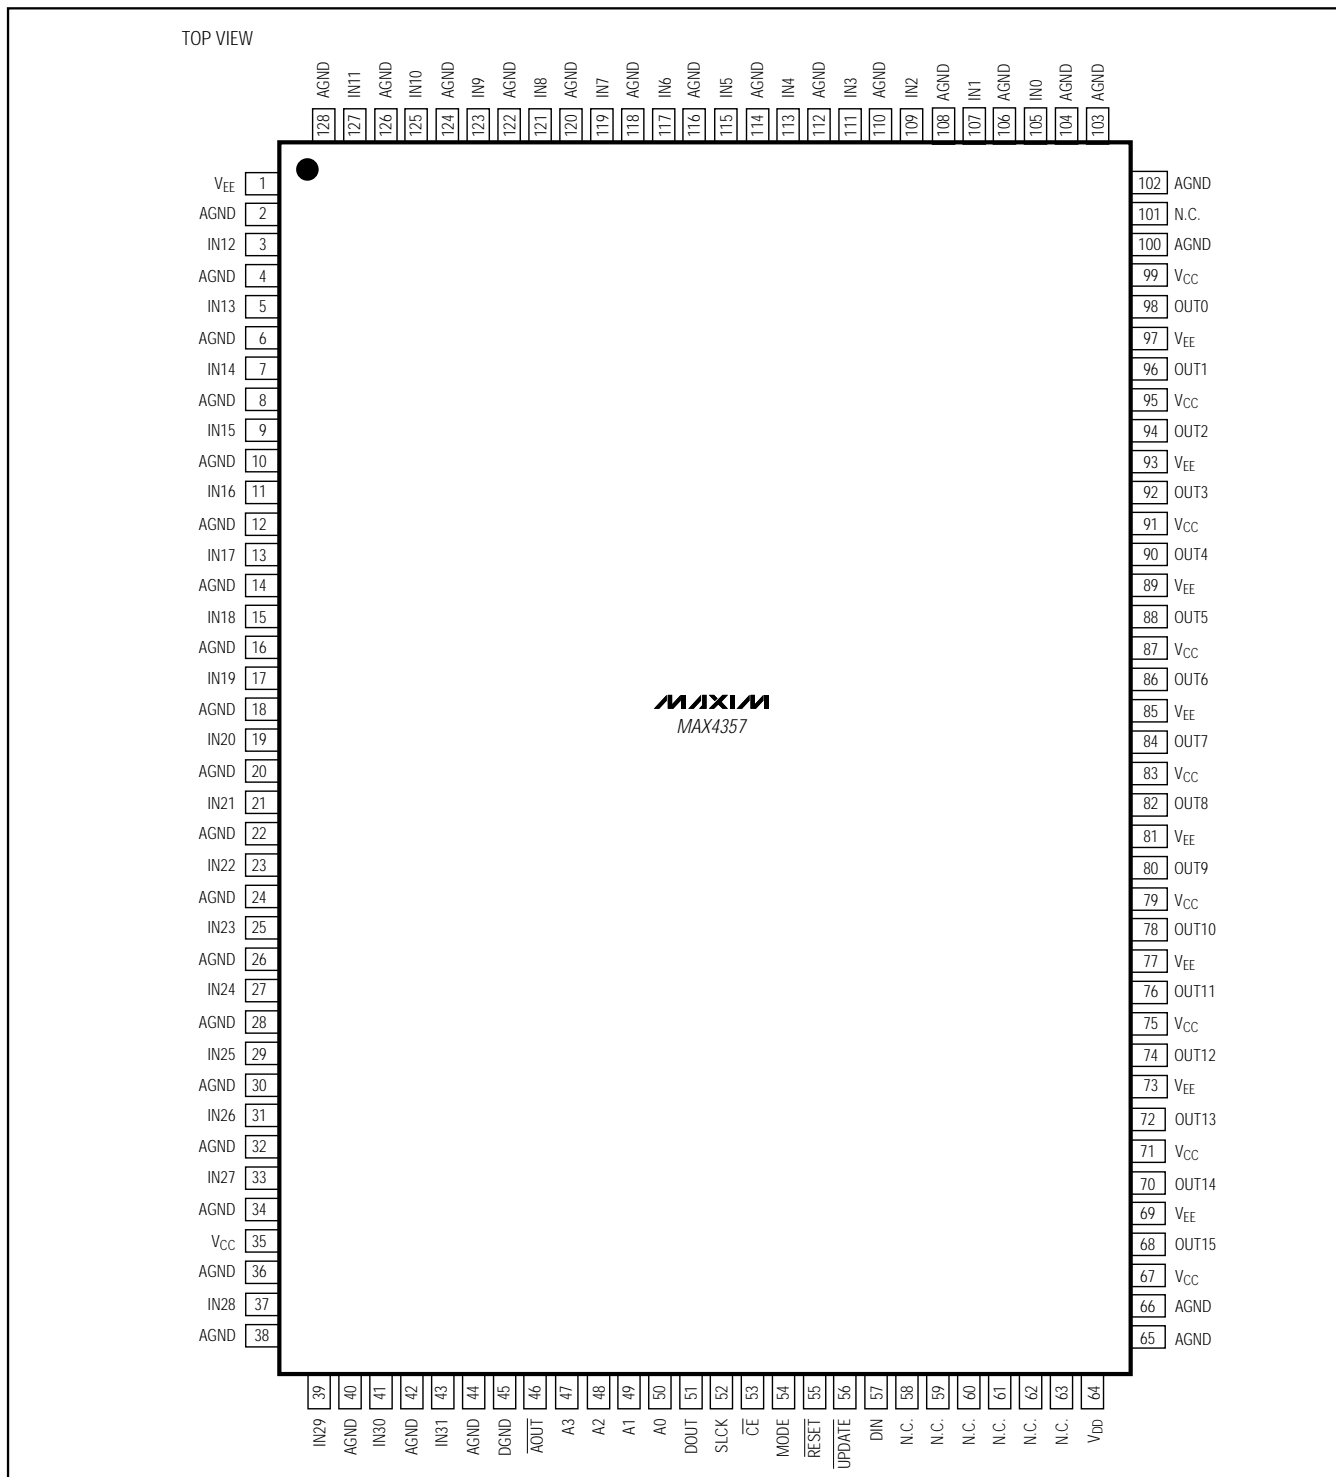 TOP VIEW
AGND IN11 AGND IN10 AGND IN9 AGND IN8 AGND IN7 AGND IN6 AGND IN5 AGND IN4 AGND IN3 AGND IN2 AGND IN1 AGND IN0 AGND AGND
128 127 126 125 124 123 122 121 120 119 118 117 116 115 114 113 112 111 110 109 108 107 106 105 104 103
VEE 1
AGND 2
IN12 3
AGND 4
IN13 5
AGND 6
IN14 7
AGND 8
IN15 9
AGND 10
IN16 11
AGND 12
IN17 13
AGND 14
IN18 15
AGND 16
IN19 17
AGND 18
IN20 19
AGND 20
IN21 21
AGND 22
IN22 23
AGND 24
IN23 25
AGND 26
IN24 27
AGND 28
IN25 29
AGND 30
IN26 31
AGND 32
IN27 33
AGND 34
VCC 35
AGND 36
IN28 37
AGND 38
MAXIM
MAX4357
102 AGND
101 N.C.
100 AGND
99 VCC
98 OUT0
97 VEE
96 OUT1
95 VCC
94 OUT2
93 VEE
92 OUT3
91 VCC
90 OUT4
89 VEE
88 OUT5
87 VCC
86 OUT6
85 VEE
84 OUT7
83 VCC
82 OUT8
81 VEE
80 OUT9
79 VCC
78 OUT10
77 VEE
76 OUT11
75 VCC
74 OUT12
73 VEE
72 OUT13
71 VCC
70 OUT14
69 VEE
68 OUT15
67 VCC
66 AGND
65 AGND
39 40 41 42 43 44 45 46 47 48 49 50 51 52 53 54 55 56 57 58 59 60 61 62 63 64
IN29 AGND IN30 AGND IN31 AGND DGND AOUT A3 A2 A1 A0 DOUT SLCK CE MODE RESET UPDATE DIN N.C. N.C. N.C. N.C. N.C. N.C. VDD